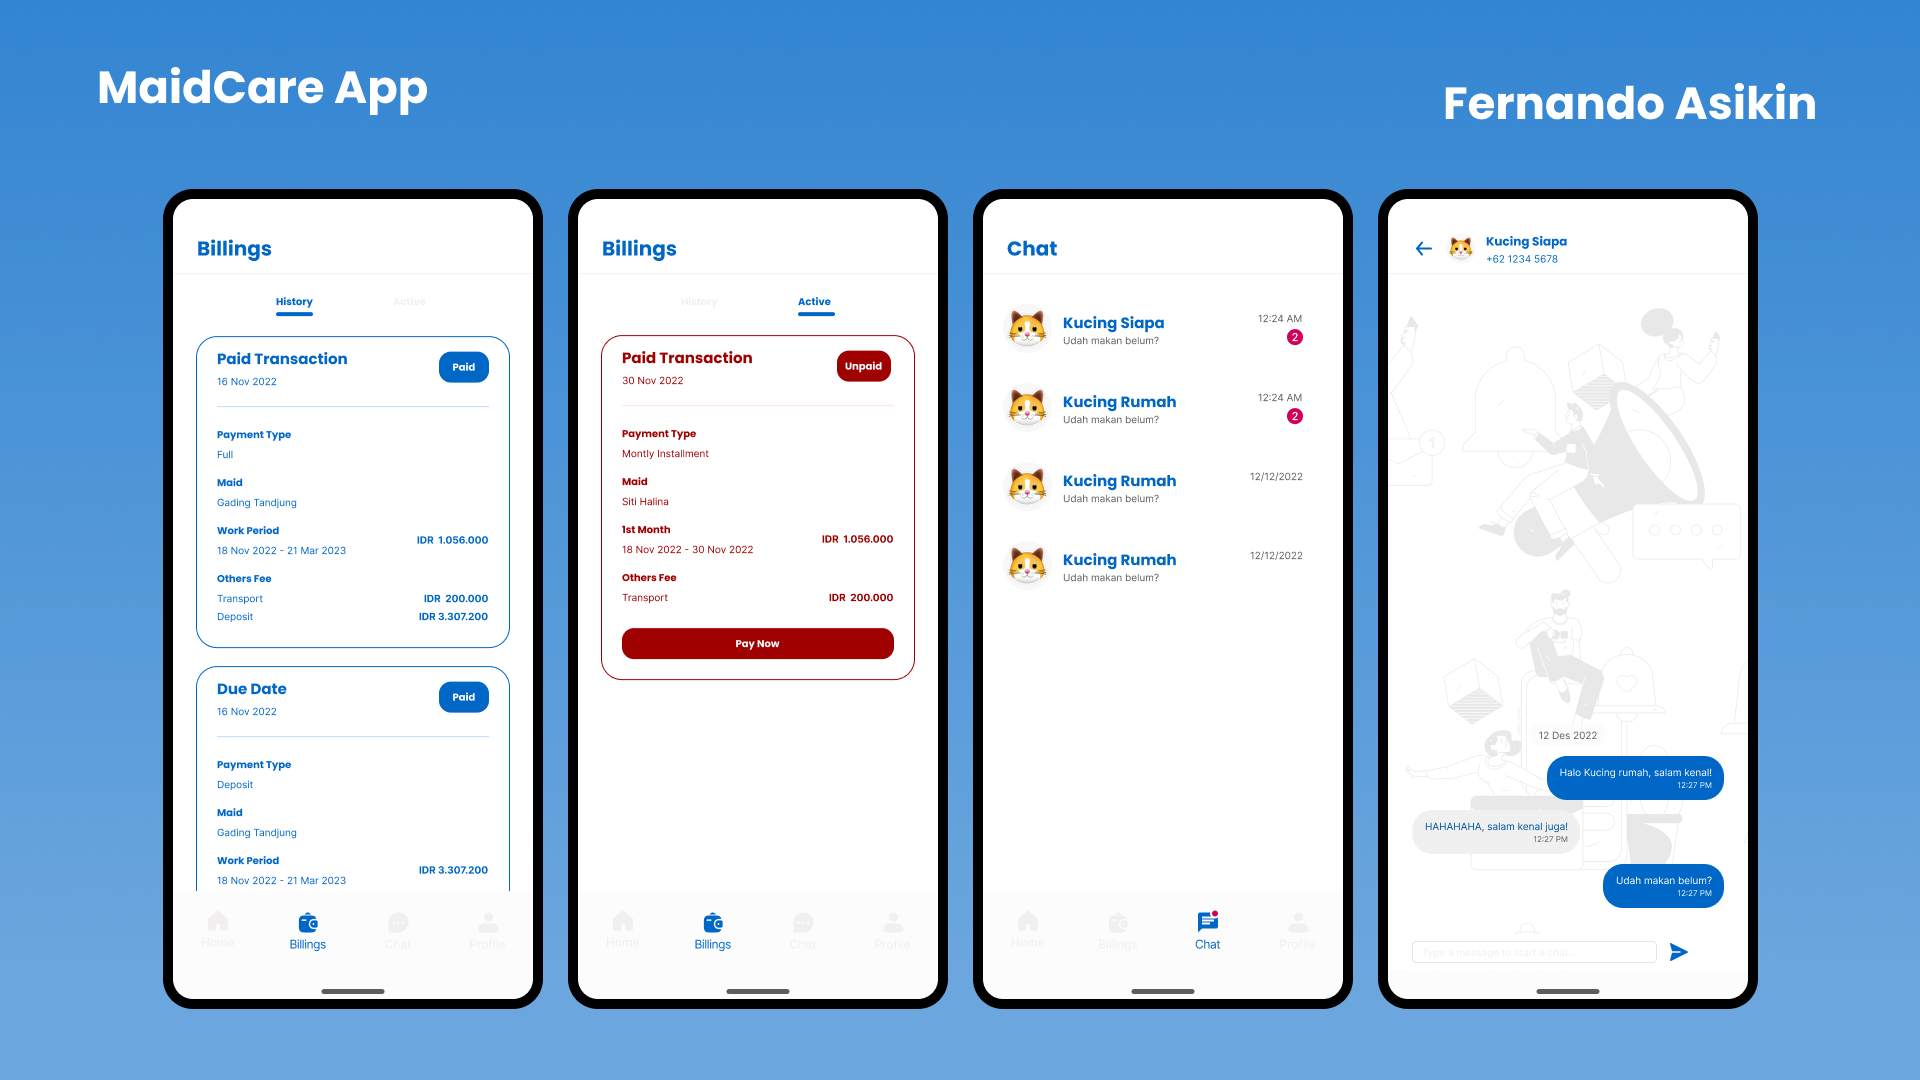 MaidCare App
Fernando Asikin
Billings
History
Active
Paid Transaction
Paid
16 Nov 2022
Payment Type
Full
Maid
Gading Tandjung
Work Period
18 Nov 2022 - 21 Mar 2023
IDR 1.056.000
Others Fee
Transport
IDR 200.000
Deposit
IDR 3.307.200
Due Date
Paid
16 Nov 2022
Payment Type
Deposit
Maid
Gading Tandjung
Work Period
18 Nov 2022 - 21 Mar 2023
IDR 3.307.200
Home
Billings
Chat
Profile
Billings
History
Active
Paid Transaction
Unpaid
30 Nov 2022
Payment Type
Montly Installment
Maid
Siti Halina
1st Month
18 Nov 2022 - 30 Nov 2022
IDR 1.056.000
Others Fee
Transport
IDR 200.000
Pay Now
Home
Billings
Chat
Profile
Chat
Kucing Siapa
12:24 AM
Udah makan belum?
2
Kucing Rumah
12:24 AM
Udah makan belum?
2
Kucing Rumah
12/12/2022
Udah makan belum?
Kucing Rumah
12/12/2022
Udah makan belum?
Home
Billings
Chat
Profile
Kucing Siapa
+62 1234 5678
1
12 Des 2022
Halo Kucing rumah, salam kenal!
12:27 PM
HAHAHAHA, salam kenal juga!
12:27 PM
Udah makan belum?
12:27 PM
Type a message to start a chat...